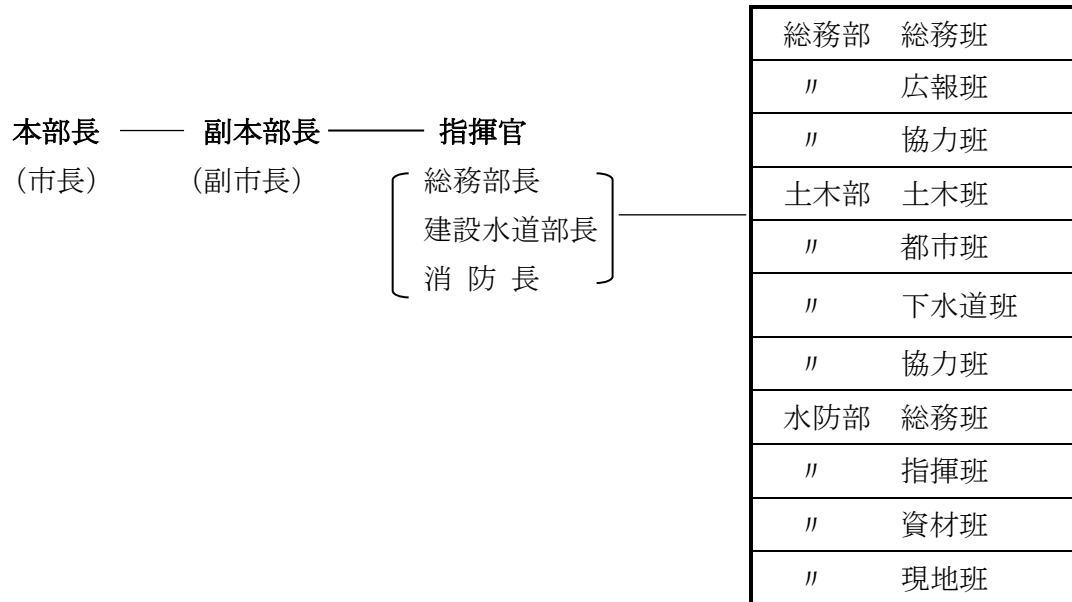 本部長 副本部長 指揮官
（市長） （副市長） 総務部長
建設水道部長
消 防 長
総務部 総務班
〃 広報班
〃 協力班
土木部 土木班
〃 都市班
〃 下水道班
〃 協力班
水防部 総務班
〃 指揮班
〃 資材班
〃 現地班